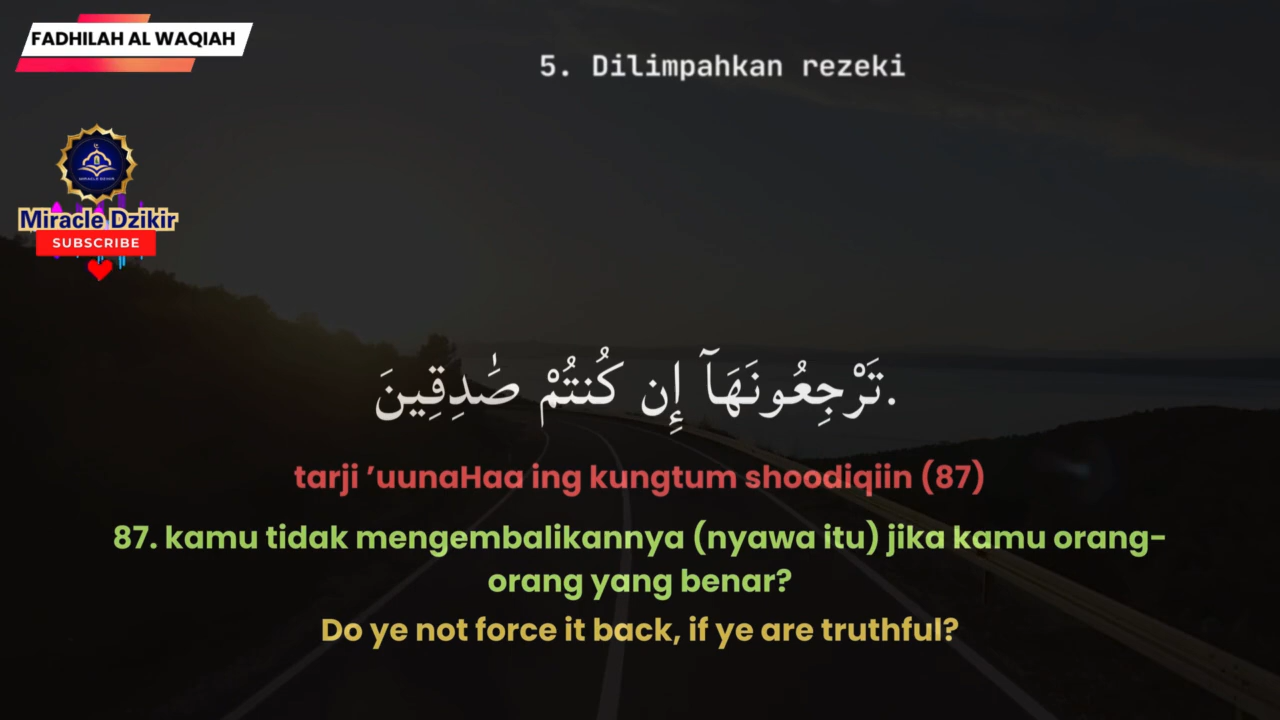 FADHILAH AL WAQIAH
5. Dilimpahkan rezeki
MIRACLE DZIKIR
Miracle Dzikir
SUBSCRIBE
تَرْجِعُونَهَآ إِن كُنتُمْ صَٰدِقِينَ.
tarji ’uunaHaa ing kungtum shoodiqiin (87)
87. kamu tidak mengembalikannya (nyawa itu) jika kamu orang-
orang yang benar?
Do ye not force it back, if ye are truthful?